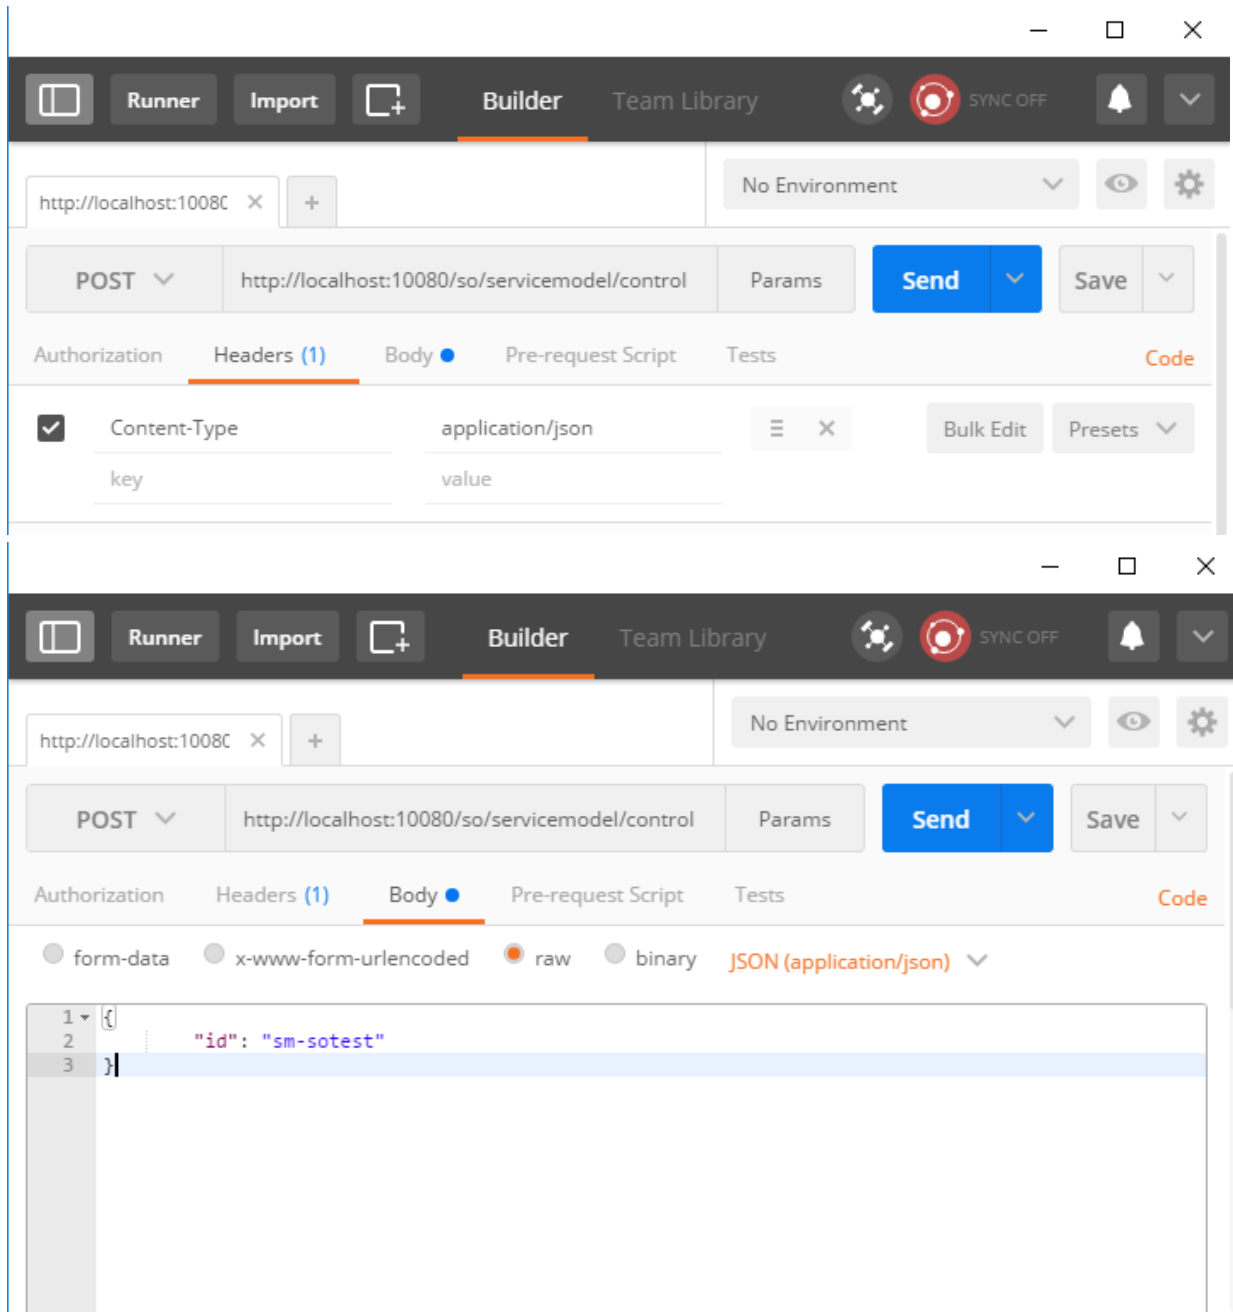 Runner Import Builder Team Library SYNC OFF
No Environment
http://localhost:1008
POST http://localhost:10080/so/servicemodel/control Params Send Save
Authorization Headers (1) Body Pre-request Script Tests Code
Content-Type application/json Bulk Edit Presets
key value
Runner Import Builder Team Library SYNC OFF
No Environment
http://localhost:1008
POST http://localhost:10080/so/servicemodel/control Params Send Save
Authorization Headers (1) Body Pre-request Script Tests Code
form-data x-www-form-urlencoded raw binary JSON (application/json)
1 {
2 "id": "sm-sotest"
3 }